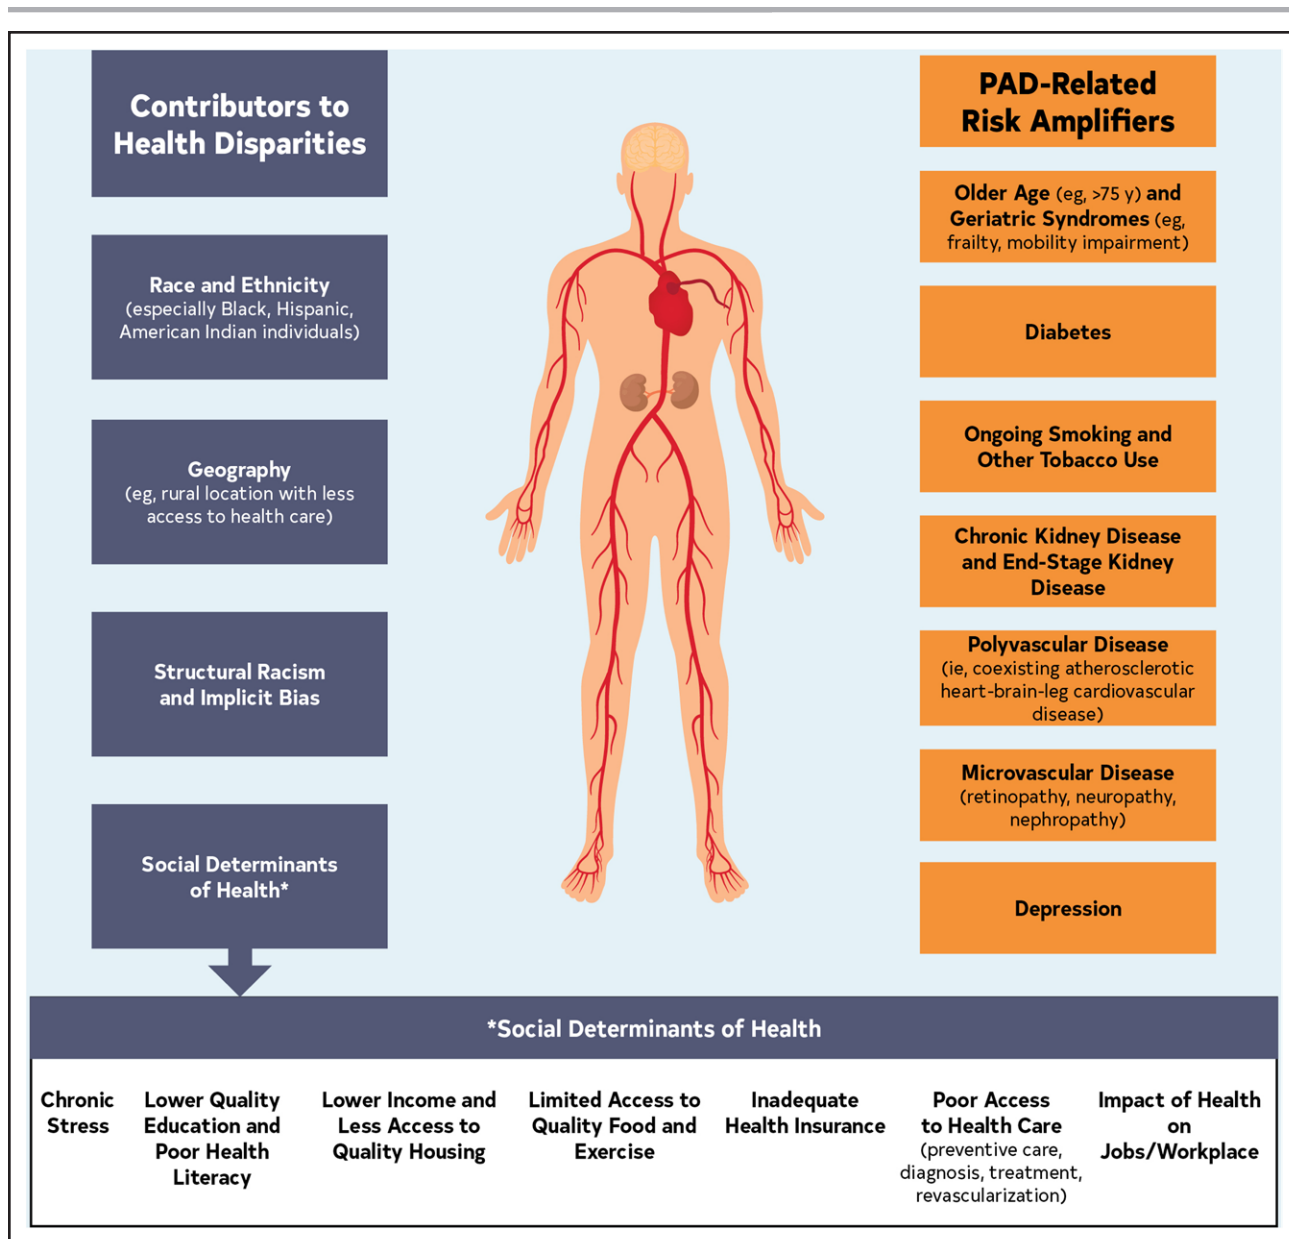 Contributors to
Health Disparities
Race and Ethnicity
(especially Black, Hispanic,
American Indian individuals)
Geography
(eg, rural location with less
access to health care)
Structural Racism
and Implicit Bias
Social Determinants
of Health*
PAD-Related
Risk Amplifiers
Older Age (eg, >75 y) and
Geriatric Syndromes (eg,
frailty, mobility impairment)
Diabetes
Ongoing Smoking and
Other Tobacco Use
Chronic Kidney Disease
and End-Stage Kidney
Disease
Polyvascular Disease
(ie, coexisting atherosclerotic
heart-brain-leg cardiovascular
disease)
Microvascular Disease
(retinopathy, neuropathy,
nephropathy)
Depression
*Social Determinants of Health
Chronic
Stress
Lower Quality
Education and
Poor Health
Literacy
Lower Income and
Less Access to
Quality Housing
Limited Access to
Quality Food and
Exercise
Inadequate
Health Insurance
Poor Access
to Health Care
(preventive care,
diagnosis, treatment,
revascularization)
Impact of Health
on
Jobs/Workplace